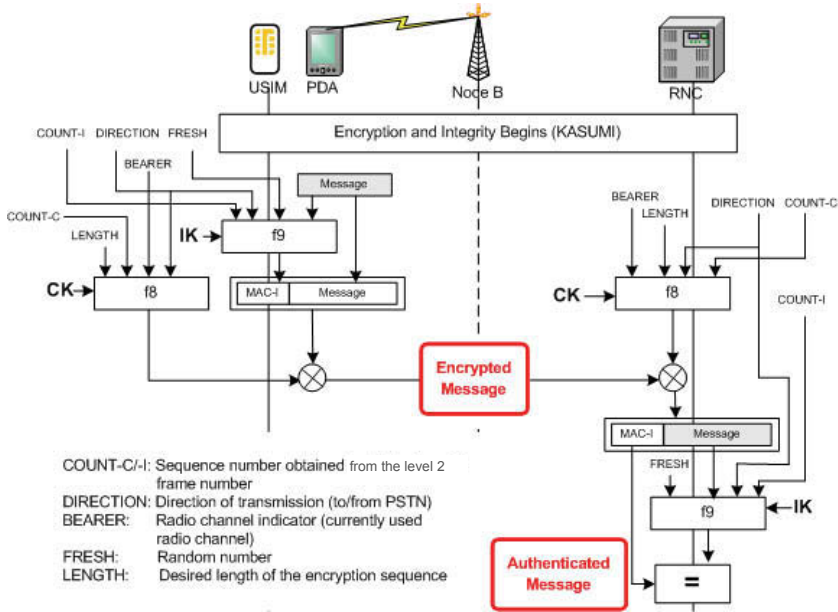 USIM
PDA
Node B
RNC
Encryption and Integrity Begins (KASUMI)
COUNT-I
DIRECTION
FRESH
BEARER
Message
COUNT-C
LENGTH
IK
f9
CK
f8
MAC-I
Message
BEARER
LENGTH
DIRECTION
COUNT-C
CK
f8
COUNT-I
Encrypted
Message
MAC-I
Message
FRESH
f9
IK
Authenticated
Message
=
COUNT-C/-I: Sequence number obtained from the level 2
frame number
DIRECTION: Direction of transmission (to/from PSTN)
BEARER: Radio channel indicator (currently used
radio channel)
FRESH: Random number
LENGTH: Desired length of the encryption sequence